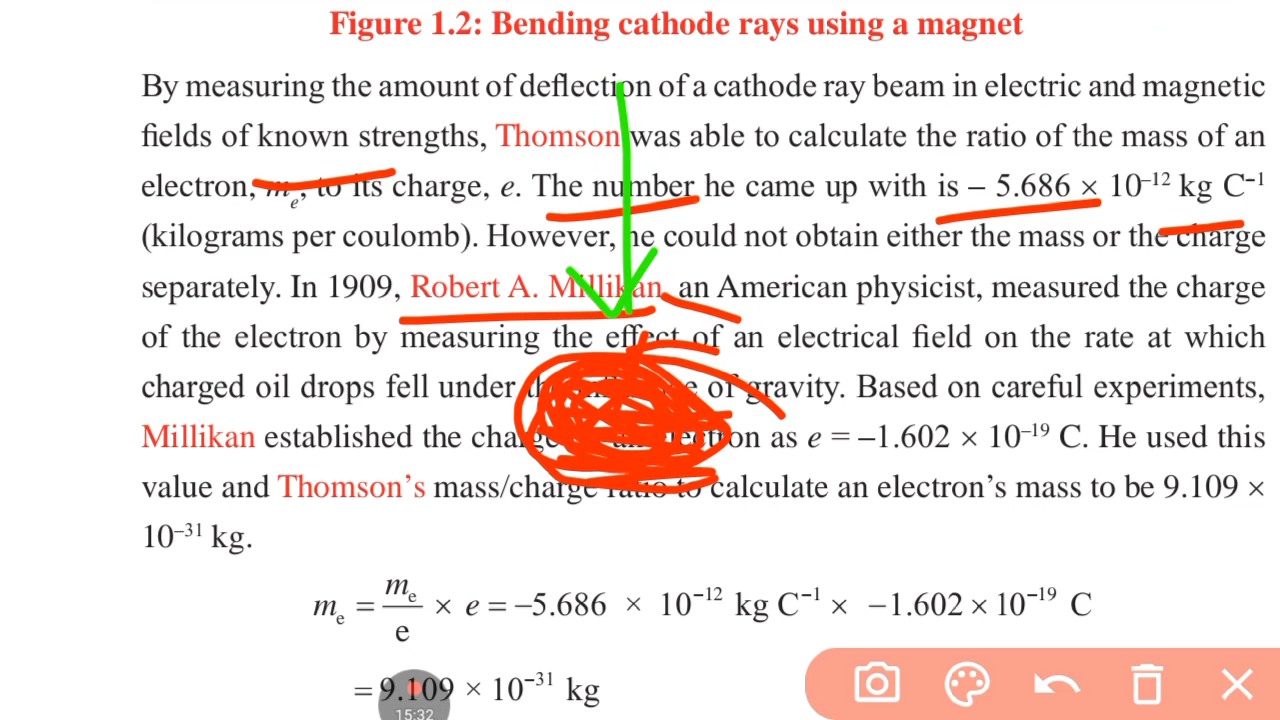 Figure 1.2: Bending cathode rays using a magnet
By measuring the amount of deflection of a cathode ray beam in electric and magnetic
fields of known strengths, Thomson was able to calculate the ratio of the mass of an
electron, mₑ, to its charge, e. The number he came up with is – 5.686 × 10⁻¹² kg C⁻¹
(kilograms per coulomb). However, he could not obtain either the mass or the charge
separately. In 1909, Robert A. Millikan, an American physicist, measured the charge
of the electron by measuring the effect of an electrical field on the rate at which
charged oil drops fell under of gravity. Based on careful experiments,
Millikan established the charge electron as e = –1.602 × 10⁻¹⁹ C. He used this
value and Thomson's mass/charge ratio to calculate an electron's mass to be 9.109 ×
10⁻³¹ kg.
mₑ = mₑ/e × e = –5.686 × 10⁻¹² kg C⁻¹ × –1.602 × 10⁻¹⁹ C
= 9.109 × 10⁻³¹ kg
15:32